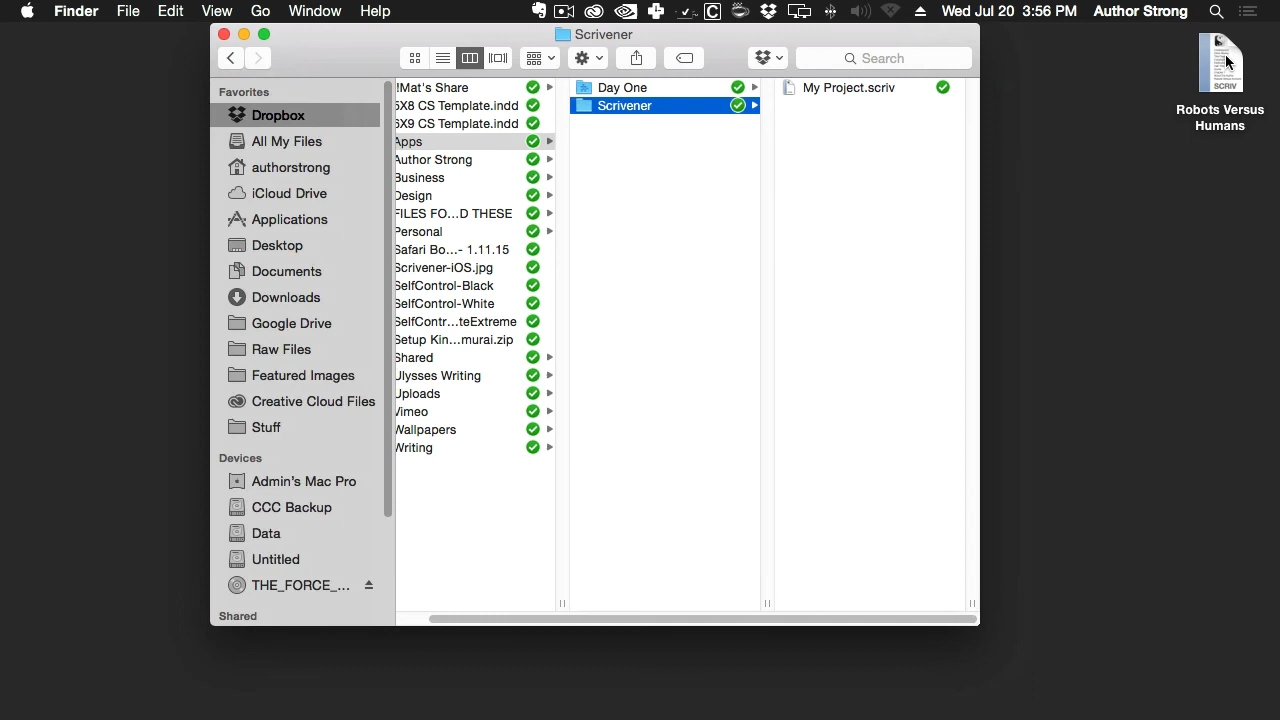 Finder File Edit View Go Window Help Wed Jul 20 3:56 PM Author Strong
Scrivener
Search
Favorites
Dropbox
All My Files
authorstrong
iCloud Drive
Applications
Desktop
Documents
Downloads
Google Drive
Raw Files
Featured Images
Creative Cloud Files
Stuff
Devices
Admin's Mac Pro
CCC Backup
Data
Untitled
THE_FORCE_...
Shared
!Mat's Share
5X8 CS Template.indd
6X9 CS Template.indd
Apps
Author Strong
Business
Design
FILES FO...D THESE
Personal
Safari Bo...- 1.11.15
Scrivener-iOS.jpg
SelfControl-Black
SelfControl-White
SelfContr...teExtreme
Setup Kin...murai.zip
Shared
Ulysses Writing
Uploads
Vimeo
Wallpapers
Writing
Day One
Scrivener
My Project.scriv
SCRIV
Robots Versus
Humans